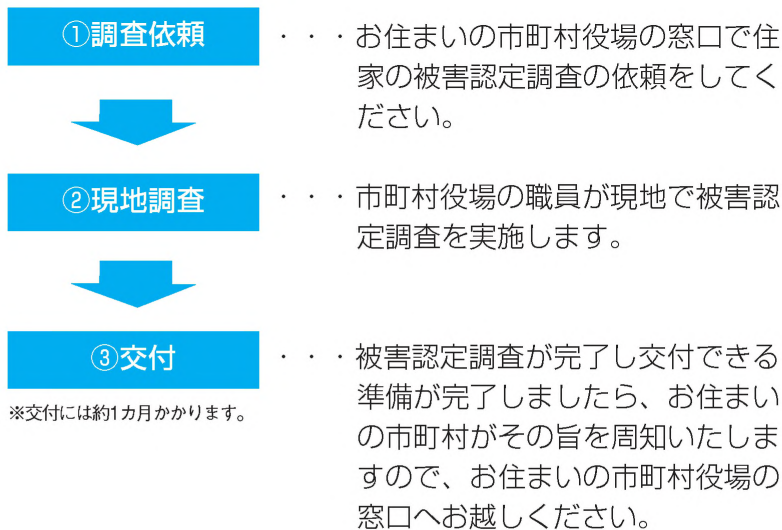 ①調査依頼
・・・お住まいの市町村役場の窓口で住
家の被害認定調査の依頼をしてく
ださい。
②現地調査
・・・市町村役場の職員が現地で被害認
定調査を実施します。
③交付
※交付には約1カ月かかります。
・・・被害認定調査が完了し交付できる
準備が完了しましたら、お住まい
の市町村がその旨を周知いたしま
すので、お住まいの市町村役場の
窓口へお越しください。